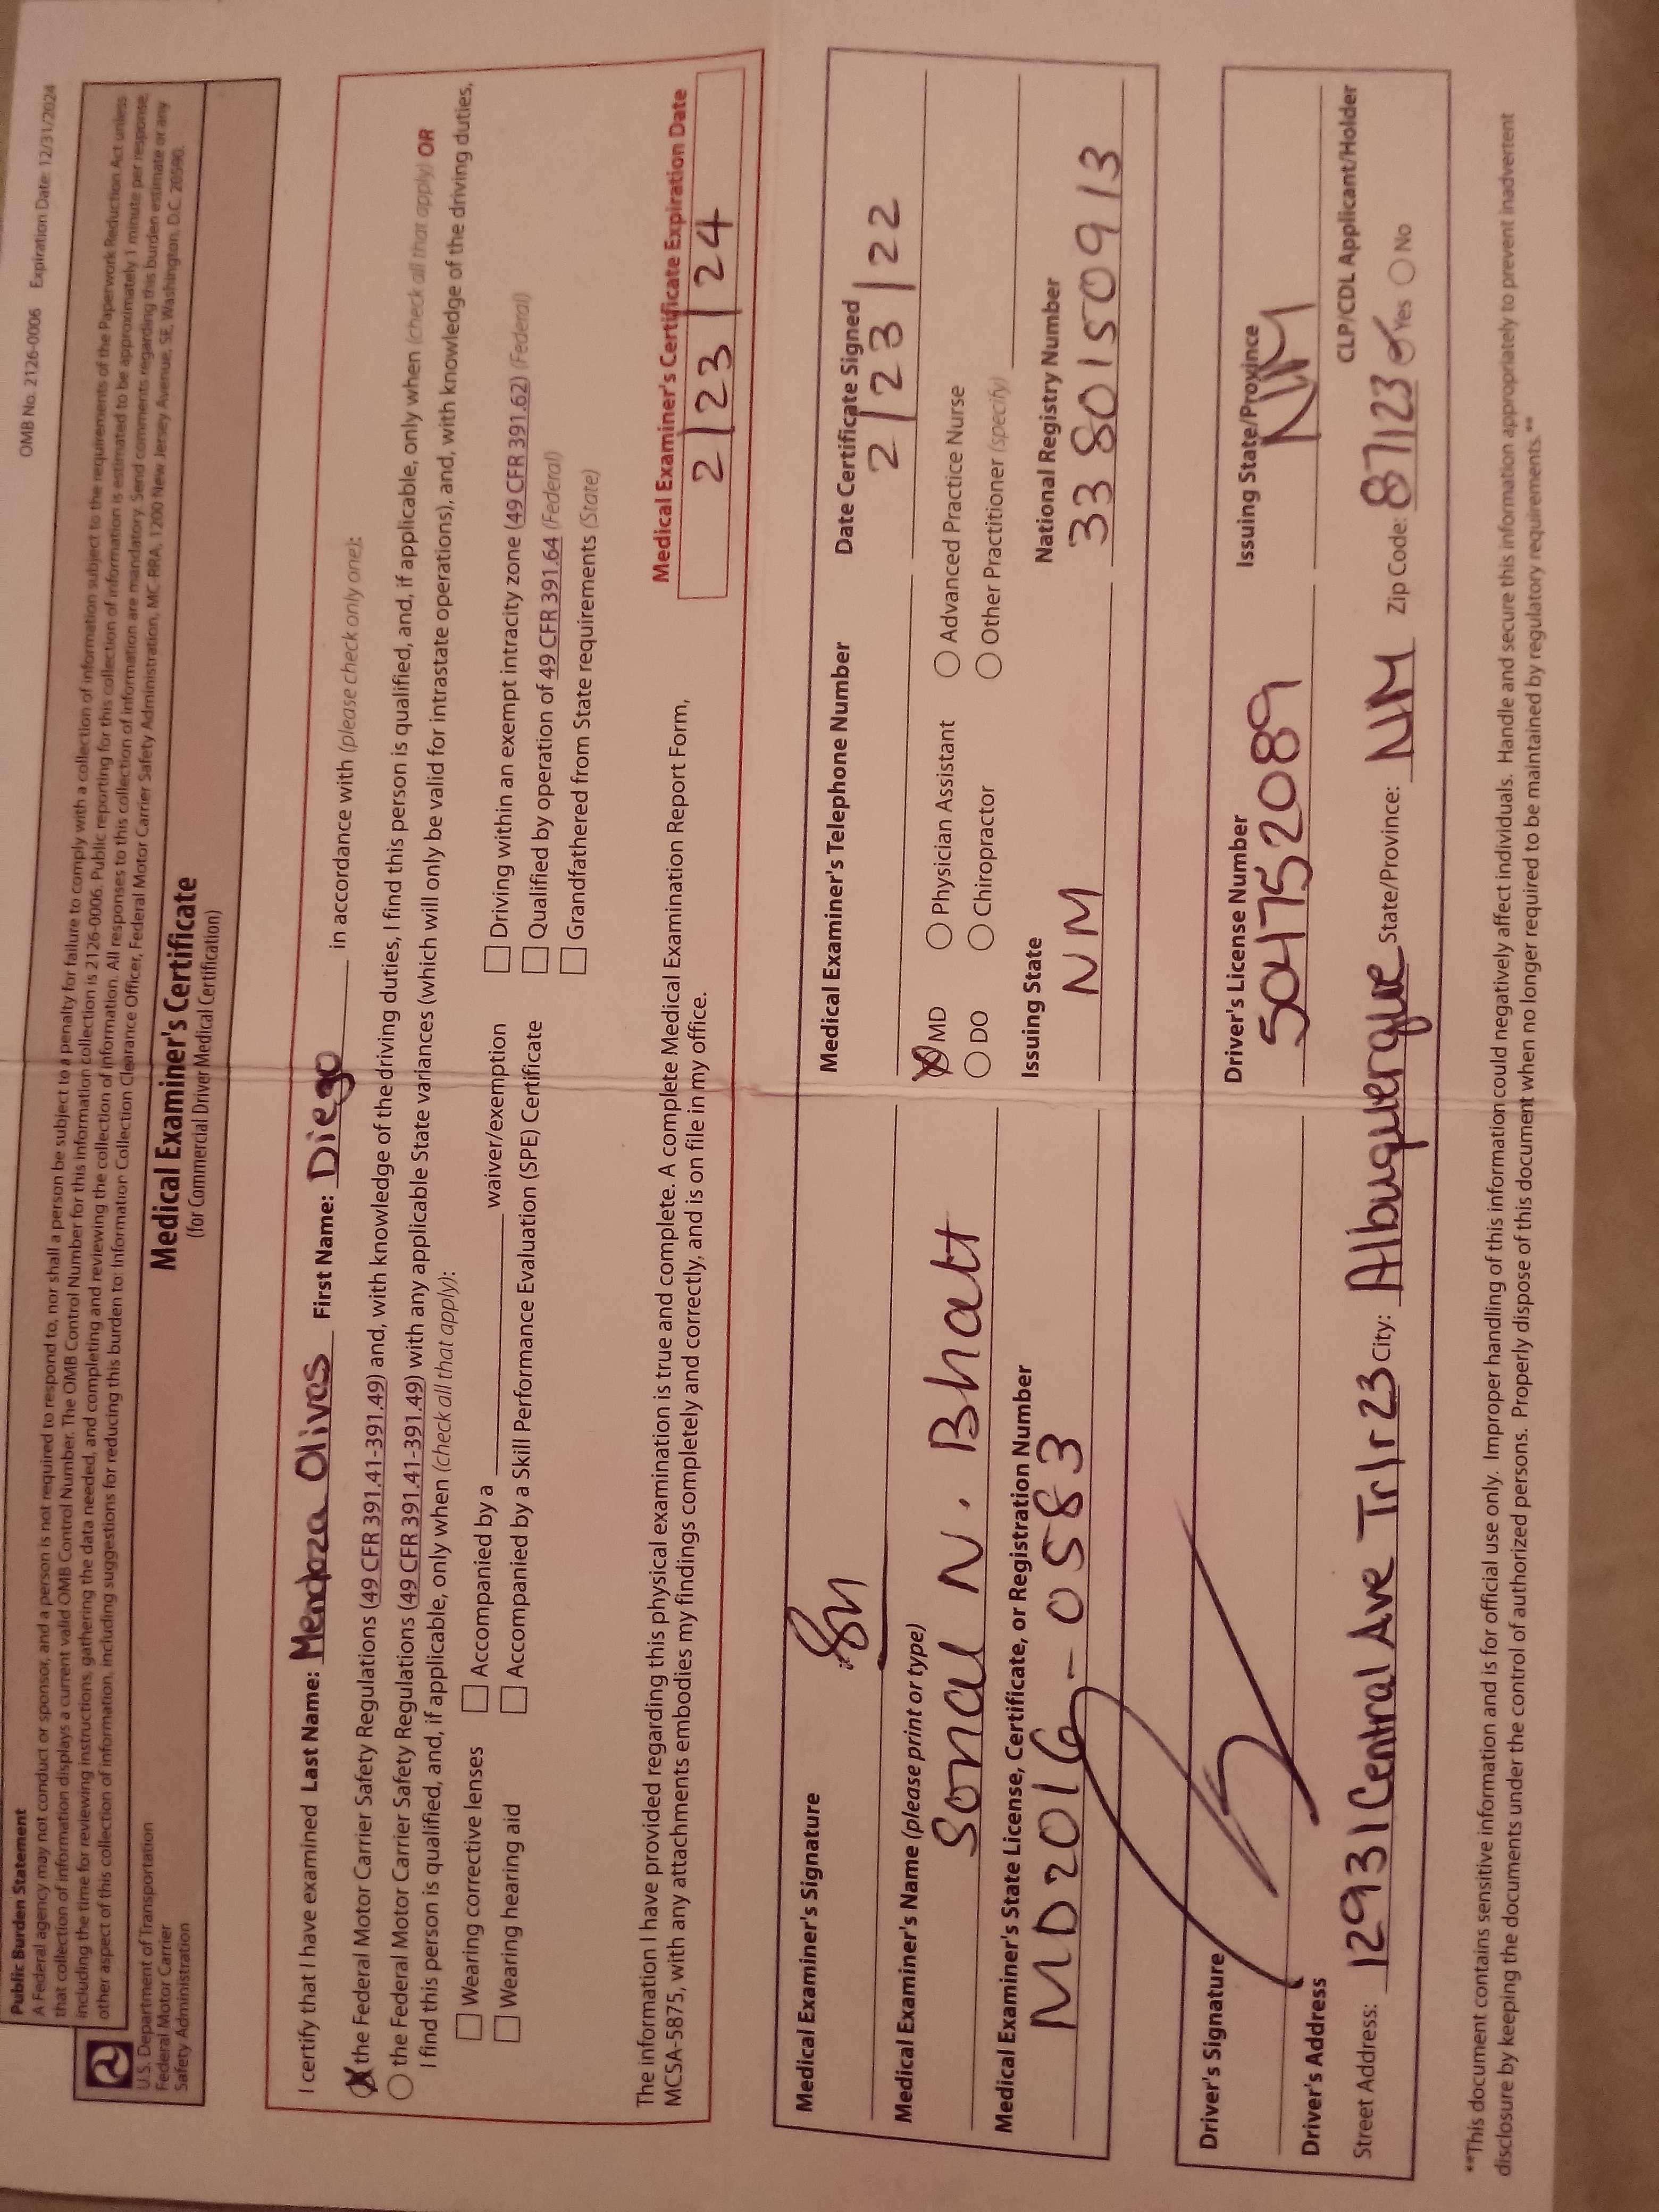 OMB No. 2126-0006 Expiration Date: 12/31/2024
Public Burden Statement
A Federal agency may not conduct or sponsor, and a person is not required to respond to, nor shall a person be subject to a penalty for failure to comply with a collection of information subject to the requirements of the Paperwork Reduction Act unless
that collection of information displays a current valid OMB Control Number. The OMB Control Number for this information collection is 2126-0006. Public reporting for this collection of information is estimated to be approximately 1 minute per response,
including the time for reviewing instructions, gathering the data needed, and completing and reviewing the collection of information. All responses to this collection of information are mandatory. Send comments regarding this burden estimate or any
other aspect of this collection of information, including suggestions for reducing this burden to: Information Collection Clearance Officer, Federal Motor Carrier Safety Administration, MC-RRA, 1200 New Jersey Avenue, SE, Washington, D.C. 20590.
U.S. Department of Transportation
Federal Motor Carrier
Safety Administration
Medical Examiner's Certificate
(for Commercial Driver Medical Certification)
I certify that I have examined Last Name: Mendoza Olivas First Name: Diego in accordance with (please check only one):
the Federal Motor Carrier Safety Regulations (49 CFR 391.41-391.49) and, with knowledge of the driving duties, I find this person is qualified, and, if applicable, only when (check all that apply) OR
the Federal Motor Carrier Safety Regulations (49 CFR 391.41-391.49) with any applicable State variances (which will only be valid for intrastate operations), and, with knowledge of the driving duties,
I find this person is qualified, and, if applicable, only when (check all that apply):
Wearing corrective lenses Accompanied by a waiver/exemption Driving within an exempt intracity zone (49 CFR 391.62) (Federal)
Wearing hearing aid Accompanied by a Skill Performance Evaluation (SPE) Certificate Qualified by operation of 49 CFR 391.64 (Federal)
Grandfathered from State requirements (State)
The information I have provided regarding this physical examination is true and complete. A complete Medical Examination Report Form,
MCSA-5875, with any attachments embodies my findings completely and correctly, and is on file in my office.
Medical Examiner's Certificate Expiration Date
2/23/24
Medical Examiner's Signature Medical Examiner's Telephone Number Date Certificate Signed
2/23/22
Medical Examiner's Name (please print or type)
Sonal N. Bhatt
MD Physician Assistant Advanced Practice Nurse
DO Chiropractor Other Practitioner (specify)
Medical Examiner's State License, Certificate, or Registration Number Issuing State National Registry Number
MD2016-0583 NM 3380150913
Driver's Signature Driver's License Number Issuing State/Province
504752089 NM
Driver's Address
CLP/CDL Applicant/Holder
Street Address: 12931 Central Ave Trlr 23 City: Albuquerque State/Province: NM Zip Code: 87123 Yes No
**This document contains sensitive information and is for official use only. Improper handling of this information could negatively affect individuals. Handle and secure this information appropriately to prevent inadvertent
disclosure by keeping the documents under the control of authorized persons. Properly dispose of this document when no longer required to be maintained by regulatory requirements.**